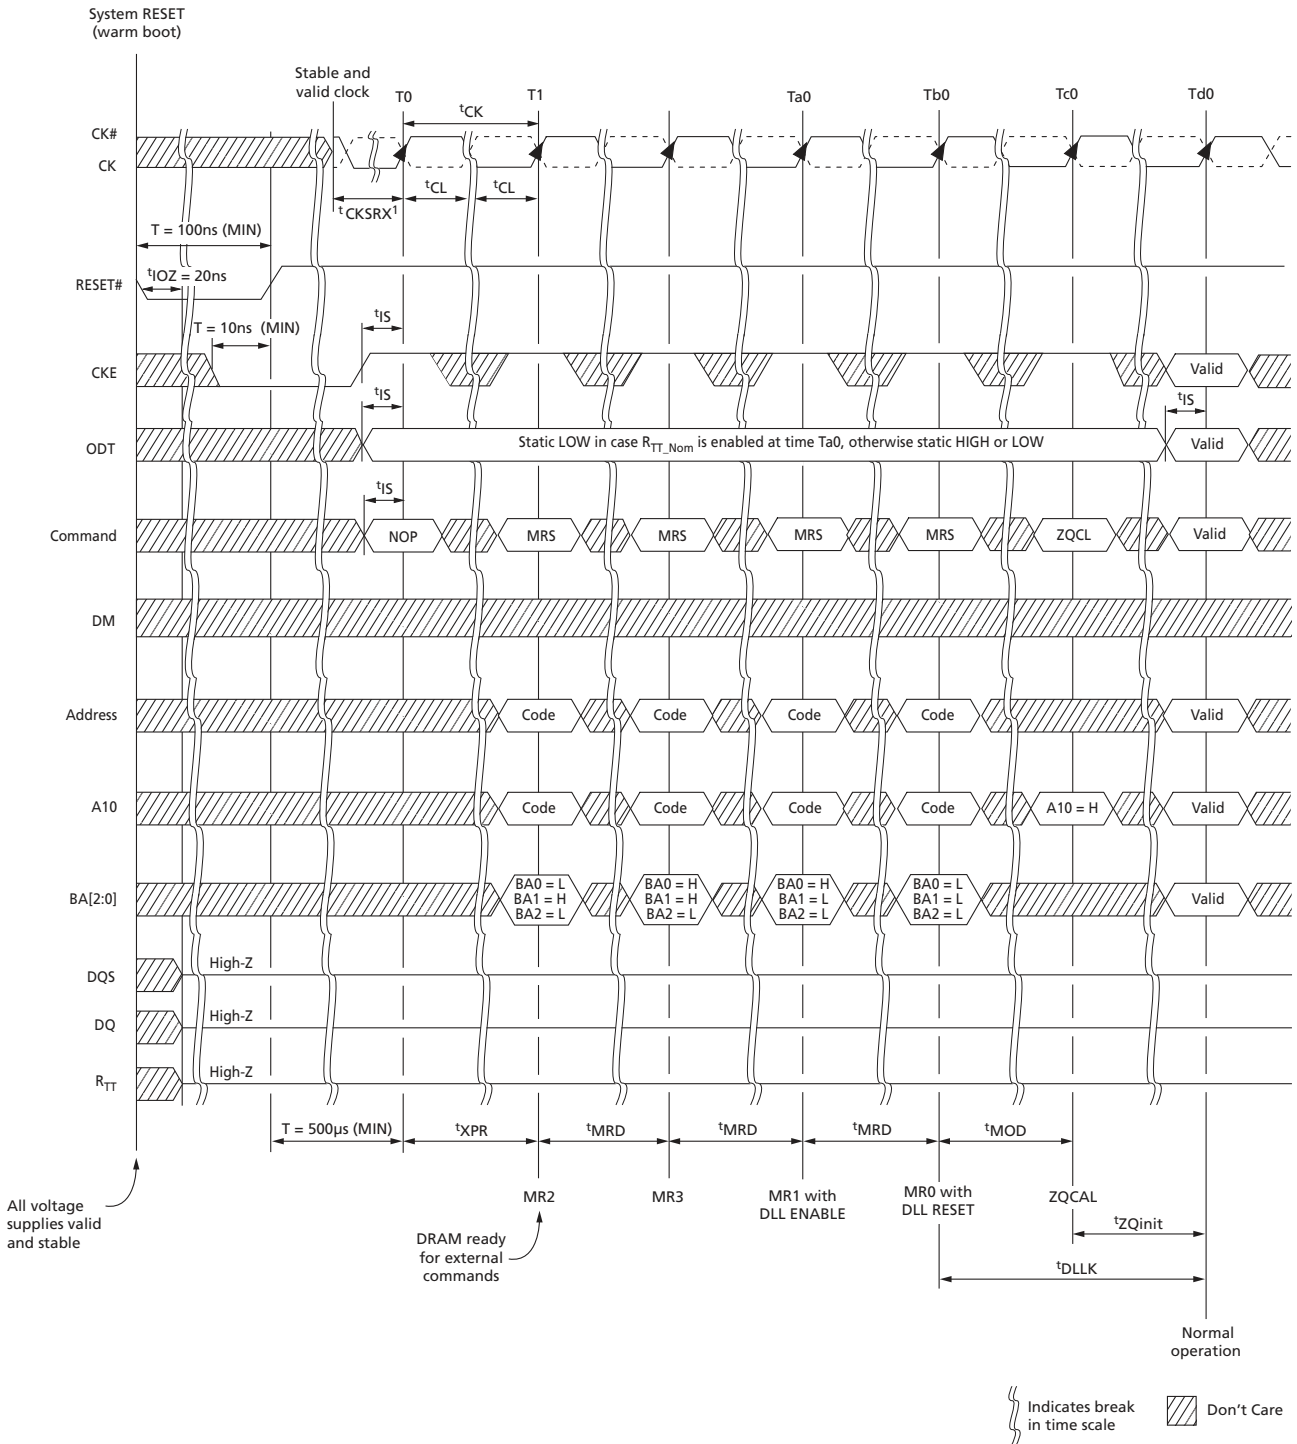 System RESET
(warm boot)
Stable and
valid clock
T0
T1
Ta0
Tb0
Tc0
Td0
tCK
CK#
CK
tCL
tCL
tCKSRX1
T = 100ns (MIN)
tIOZ = 20ns
RESET#
T = 10ns (MIN)
tIS
CKE
Valid
tIS
tIS
ODT
Static LOW in case RTT_Nom is enabled at time Ta0, otherwise static HIGH or LOW
Valid
tIS
Command
NOP
MRS
MRS
MRS
MRS
ZQCL
Valid
DM
Address
Code
Code
Code
Code
Valid
A10
Code
Code
Code
Code
A10 = H
Valid
BA[2:0]
BA0 = L
BA1 = H
BA2 = L
BA0 = H
BA1 = H
BA2 = L
BA0 = H
BA1 = L
BA2 = L
BA0 = L
BA1 = L
BA2 = L
Valid
DQS
High-Z
DQ
High-Z
RTT
High-Z
T = 500μs (MIN)
tXPR
tMRD
tMRD
tMRD
tMOD
All voltage
supplies valid
and stable
MR2
MR3
MR1 with
DLL ENABLE
MR0 with
DLL RESET
ZQCAL
DRAM ready
for external
commands
tZQinit
tDLLK
Normal
operation
Indicates break
in time scale
Don't Care